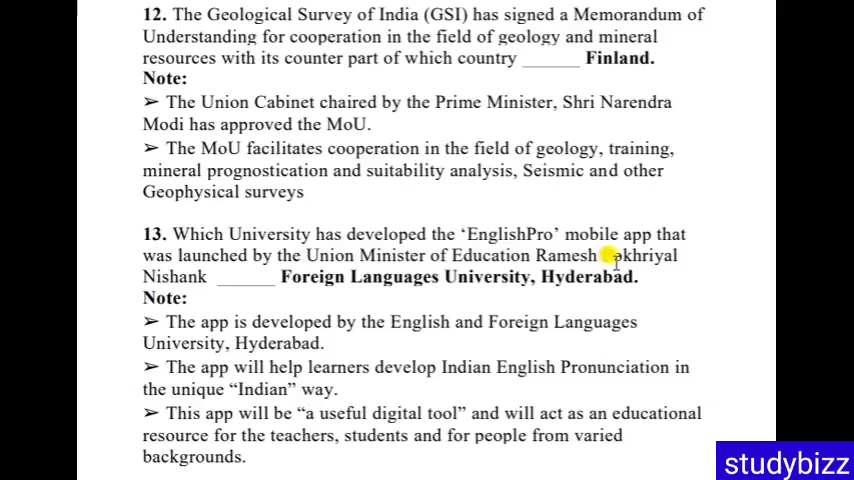 12. The Geological Survey of India (GSI) has signed a Memorandum of
Understanding for cooperation in the field of geology and mineral
resources with its counter part of which country ______ Finland.
Note:
➢ The Union Cabinet chaired by the Prime Minister, Shri Narendra
Modi has approved the MoU.
➢ The MoU facilitates cooperation in the field of geology, training,
mineral prognostication and suitability analysis, Seismic and other
Geophysical surveys
13. Which University has developed the ‘EnglishPro’ mobile app that
was launched by the Union Minister of Education Ramesh
Nishank ______ Foreign Languages University, Hyderabad.
Note:
➢ The app is developed by the English and Foreign Languages
University, Hyderabad.
➢ The app will help learners develop Indian English Pronunciation in
the unique “Indian” way.
➢ This app will be “a useful digital tool” and will act as an educational
resource for the teachers, students and for people from varied
backgrounds.
studybizz